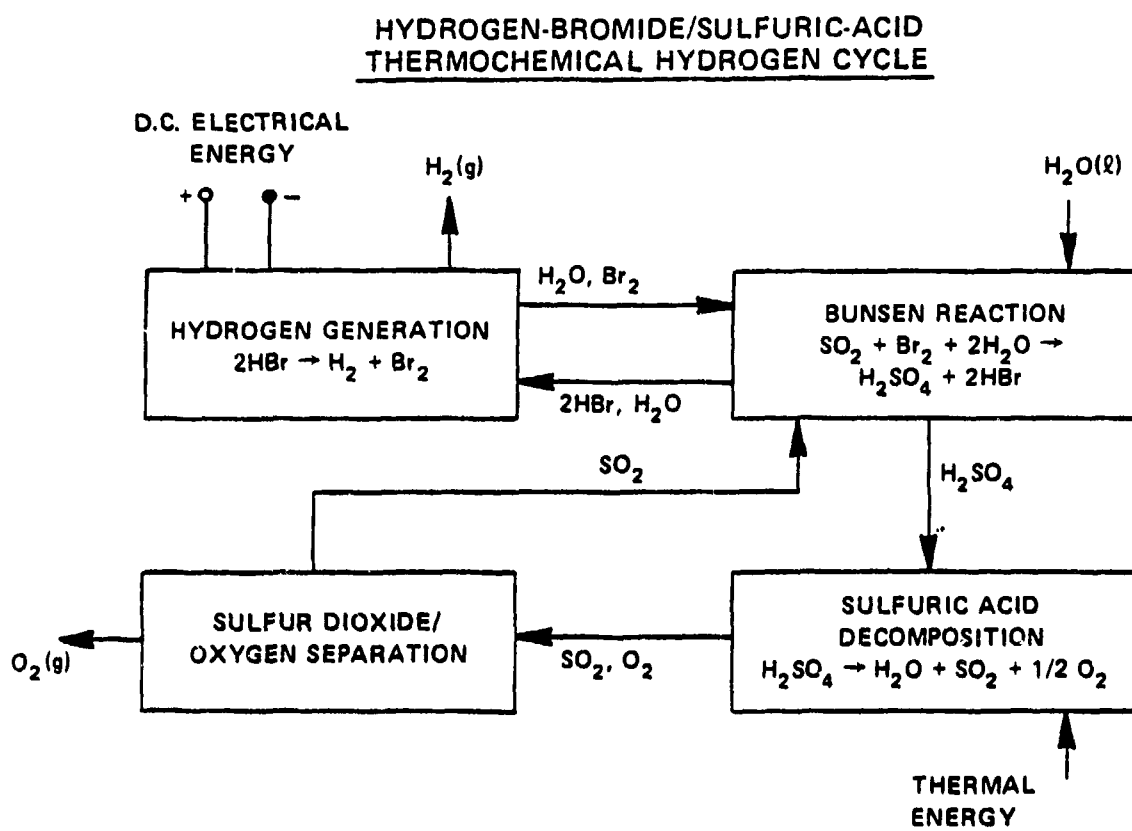 HYDROGEN-BROMIDE/SULFURIC-ACID
THERMOCHEMICAL HYDROGEN CYCLE
D.C. ELECTRICAL
ENERGY
+
−
H₂(g)
H₂O(ℓ)
HYDROGEN GENERATION
2HBr → H₂ + Br₂
H₂O, Br₂
2HBr, H₂O
BUNSEN REACTION
SO₂ + Br₂ + 2H₂O →
H₂SO₄ + 2HBr
SO₂
H₂SO₄
SULFUR DIOXIDE/
OXYGEN SEPARATION
O₂(g)
SO₂, O₂
SULFURIC ACID
DECOMPOSITION
H₂SO₄ → H₂O + SO₂ + 1/2 O₂
THERMAL
ENERGY